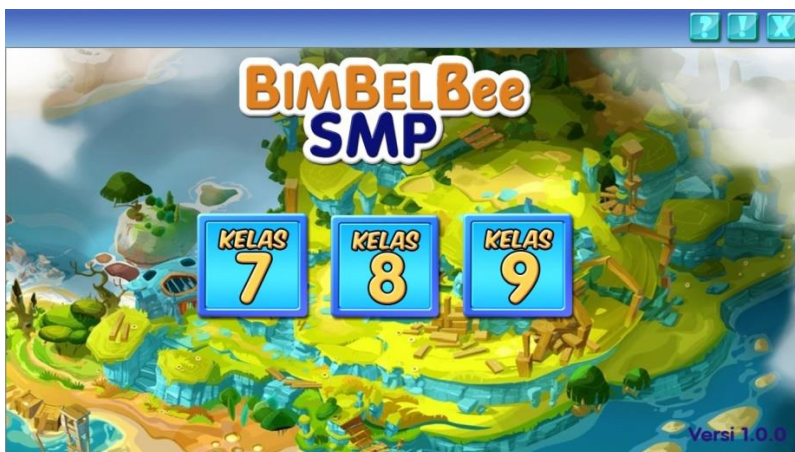 ? ! X
BIMBELBee
SMP
KELAS
7
KELAS
8
KELAS
9
Versi 1.0.0